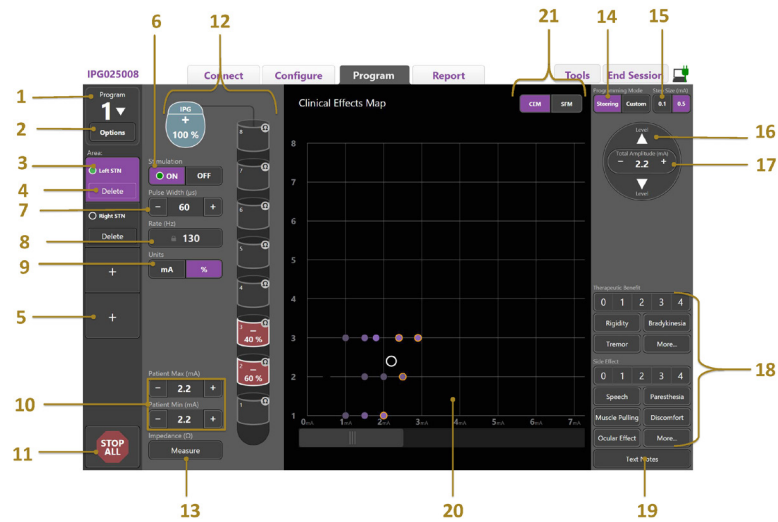 6
12
21
14
15
IPG025008
Connect
Configure
Program
Report
Tools
End Session
1
Program
1
2
Options
Area:
3
Left STN
4
Delete
Right STN
Delete
+
5
+
11
STOP
ALL
IPG
+
100 %
Stimulation
ON
OFF
7
Pulse Width (µs)
− 60 +
8
Rate (Hz)
130
9
Units
mA
%
10
Patient Max (mA)
− 2.2 +
Patient Max (mA)
− 2.2 +
Impedance (Ω)
Measure
13
8
7
6
5
4
3
−
40 %
2
−
60 %
1
Clinical Effects Map
CEM
SFM
8
7
6
5
4
3
2
1
0mA 1mA 2mA 3mA 4mA 5mA 6mA 7mA
20
Programming Mode
Step Size (mA)
Steering
Custom
0.1
0.5
Level
16
Total Amplitude (mA)
− 2.2 +
17
Level
Therapeutic Benefit
0 1 2 3 4
Rigidity
Bradykinesia
Tremor
More...
18
Side Effect
0 1 2 3 4
Speech
Paresthesia
Muscle Pulling
Discomfort
Ocular Effect
More...
Text Notes
19